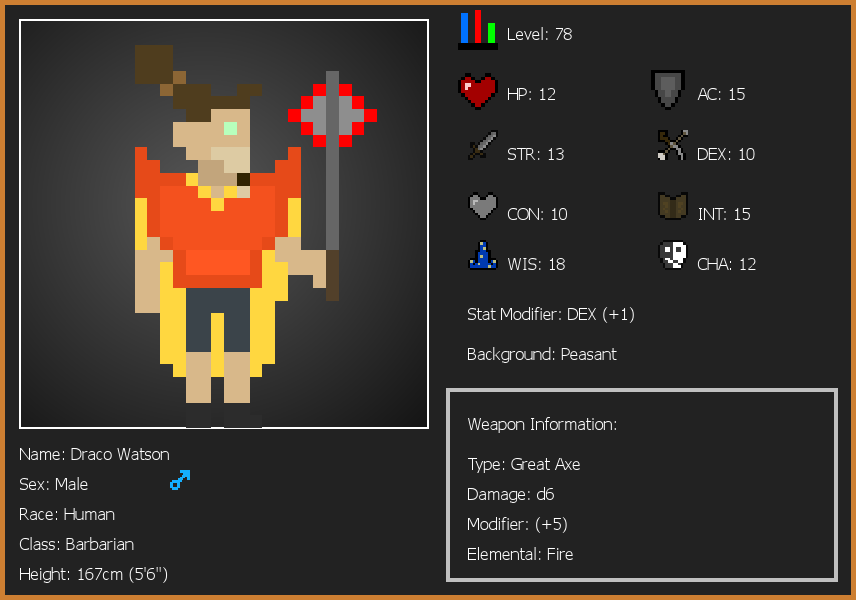 Level: 78
HP: 12
AC: 15
STR: 13
DEX: 10
CON: 10
INT: 15
WIS: 18
CHA: 12
Stat Modifier: DEX (+1)
Background: Peasant
Weapon Information:
Type: Great Axe
Damage: d6
Modifier: (+5)
Elemental: Fire
Name: Draco Watson
Sex: Male
Race: Human
Class: Barbarian
Height: 167cm (5'6")